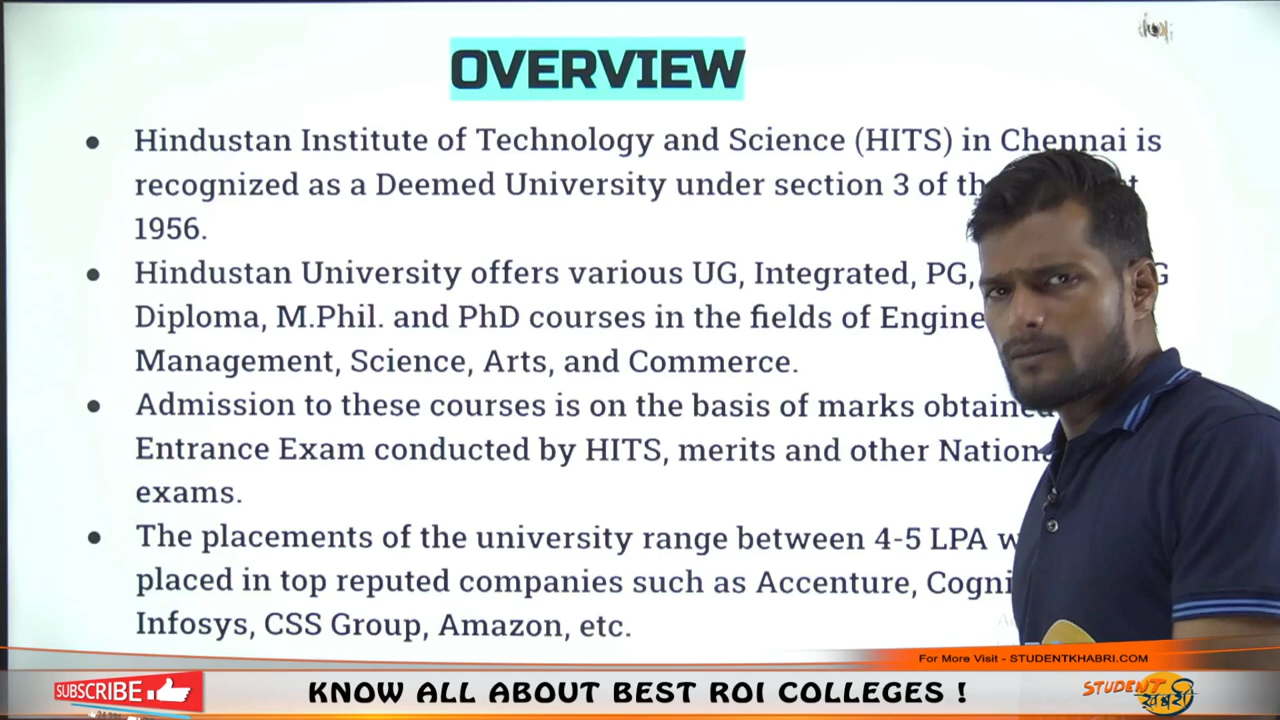 OVERVIEW
Hindustan Institute of Technology and Science (HITS) in Chennai is
recognized as a Deemed University under section 3 of
1956.
Hindustan University offers various UG, Integrated, PG,
Diploma, M.Phil. and PhD courses in the fields of
Management, Science, Arts, and Commerce.
Admission to these courses is on the basis of marks obtained
Entrance Exam conducted by HITS, merits and other
exams.
The placements of the university range between 4-5 LPA
placed in top reputed companies such as Accenture,
Infosys, CSS Group, Amazon, etc.
For More Visit - STUDENTKHABRI.COM
SUBSCRIBE
KNOW ALL ABOUT BEST ROI COLLEGES !
STUDENT
खबरी